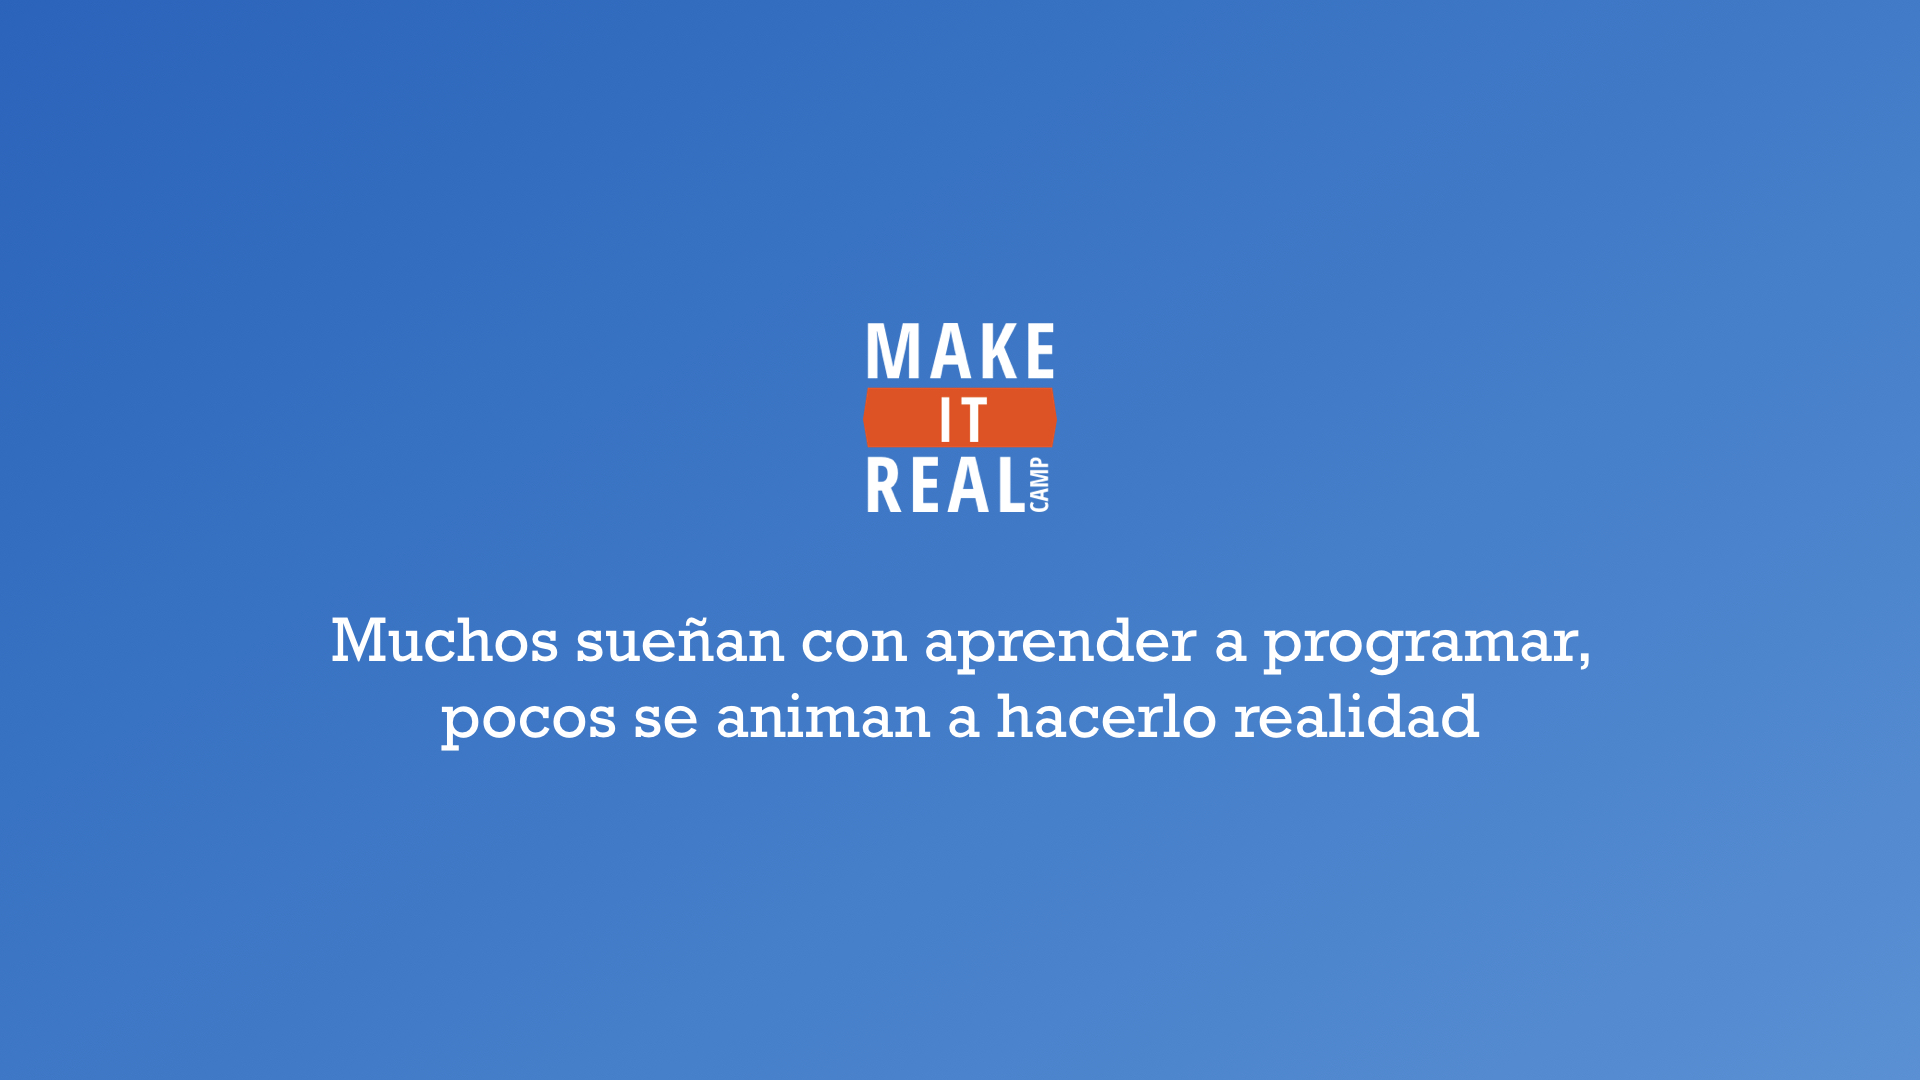 MAKE
IT
REAL CAMP
Muchos sueñan con aprender a programar,
pocos se animan a hacerlo realidad